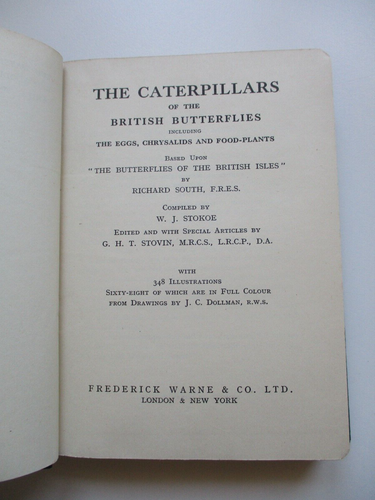 THE CATERPILLARS
OF THE
BRITISH BUTTERFLIES
INCLUDING
THE EGGS, CHRYSALIDS AND FOOD-PLANTS
BASED UPON
"THE BUTTERFLIES OF THE BRITISH ISLES"
BY
RICHARD SOUTH, F.R.E.S.
COMPILED BY
W. J. STOKOE
EDITED AND WITH SPECIAL ARTICLES BY
G. H. T. STOVIN, M.R.C.S., L.R.C.P., D.A.
WITH
348 ILLUSTRATIONS
SIXTY-EIGHT OF WHICH ARE IN FULL COLOUR
FROM DRAWINGS BY J. C. DOLLMAN, R.W.S.
FREDERICK WARNE & CO. LTD.
LONDON & NEW YORK